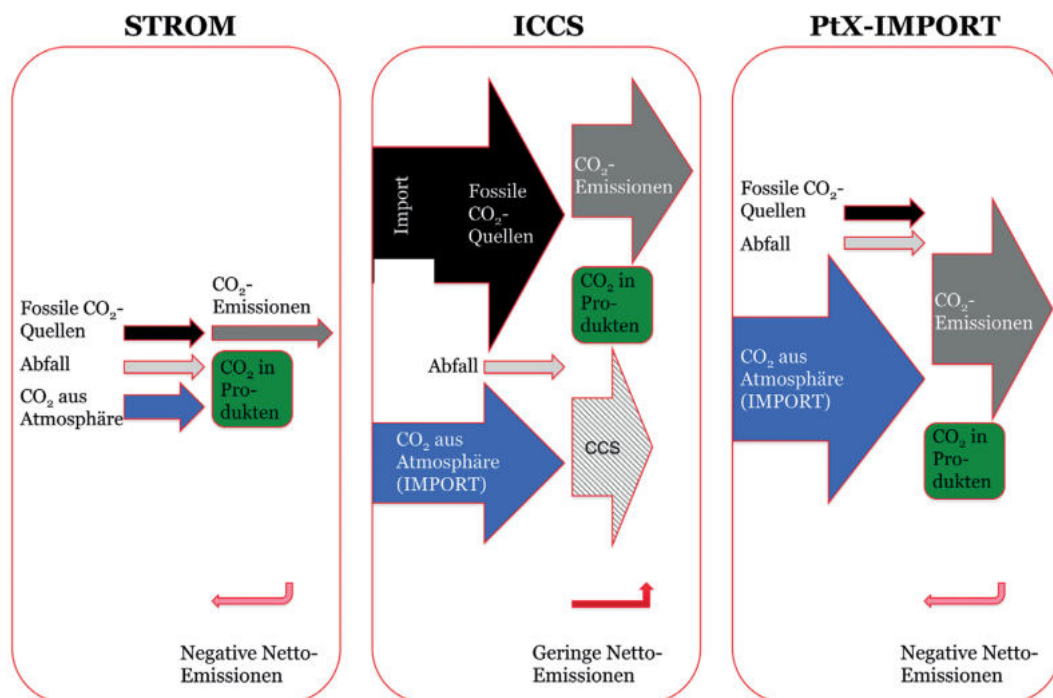 STROM
Fossile CO₂-
Quellen
Abfall
CO₂ aus
Atmosphäre
CO₂-
Emissionen
CO₂ in
Pro-
dukten
Negative Netto-
Emissionen
ICCS
Import
Fossile
CO₂-
Quellen
CO₂-
Emissionen
CO₂ in
Pro-
dukten
Abfall
CO₂ aus
Atmosphäre
(IMPORT)
CCS
Geringe Netto-
Emissionen
PtX-IMPORT
Fossile CO₂-
Quellen
Abfall
CO₂ aus
Atmosphäre
(IMPORT)
CO₂-
Emissionen
CO₂ in
Pro-
dukten
Negative Netto-
Emissionen